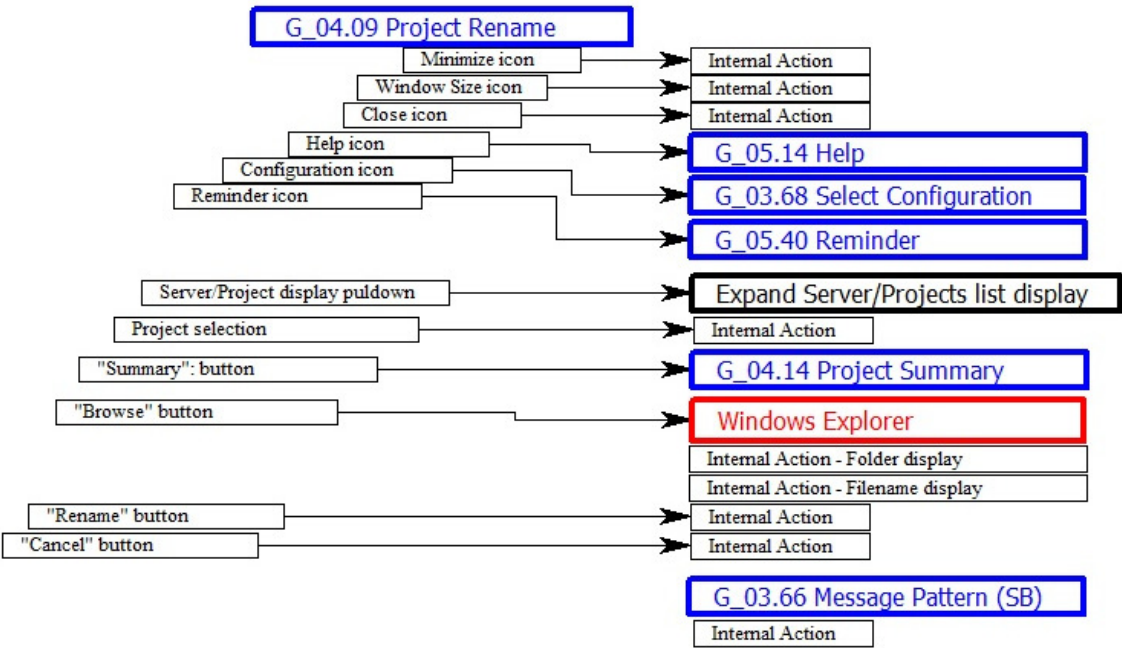 G_04.09 Project Rename
Minimize icon
Internal Action
Window Size icon
Internal Action
Close icon
Internal Action
Help icon
G_05.14 Help
Configuration icon
G_03.68 Select Configuration
Reminder icon
G_05.40 Reminder
Server/Project display puldown
Expand Server/Projects list display
Project selection
Internal Action
"Summary": button
G_04.14 Project Summary
"Browse" button
Windows Explorer
Internal Action - Folder display
Internal Action - Filename display
"Rename" button
Internal Action
"Cancel" button
Internal Action
G_03.66 Message Pattern (SB)
Internal Action